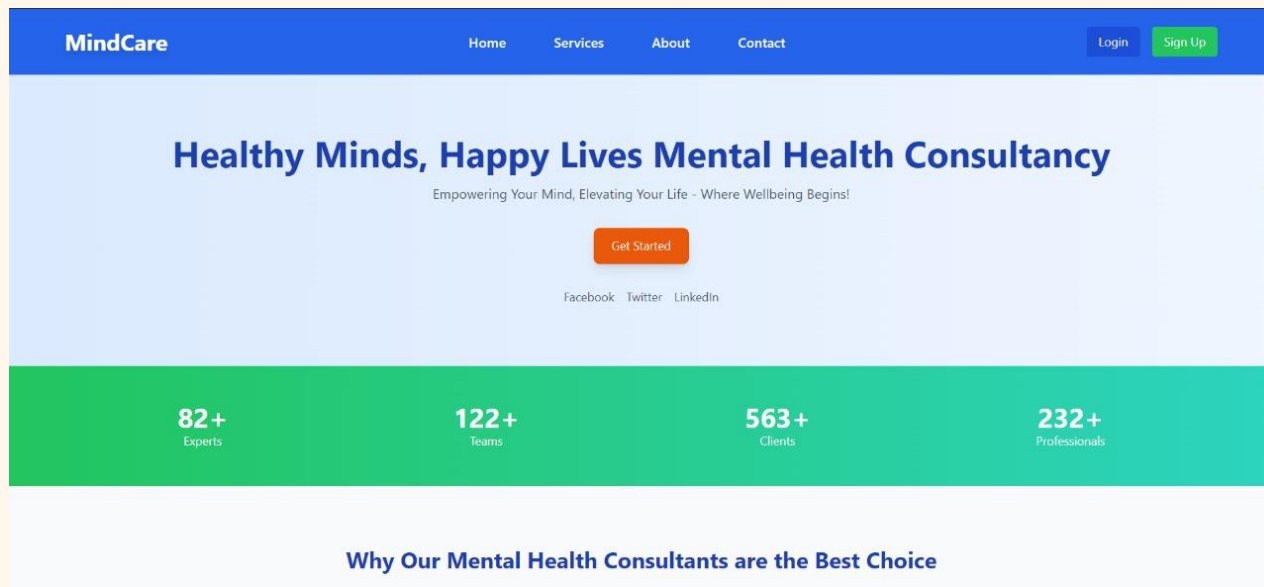 MindCare Home Services About Contact Login Sign Up
Healthy Minds, Happy Lives Mental Health Consultancy
Empowering Your Mind, Elevating Your Life - Where Wellbeing Begins!
Get Started
Facebook Twitter LinkedIn
82+ 122+ 563+ 232+
Experts Teams Clients Professionals
Why Our Mental Health Consultants are the Best Choice